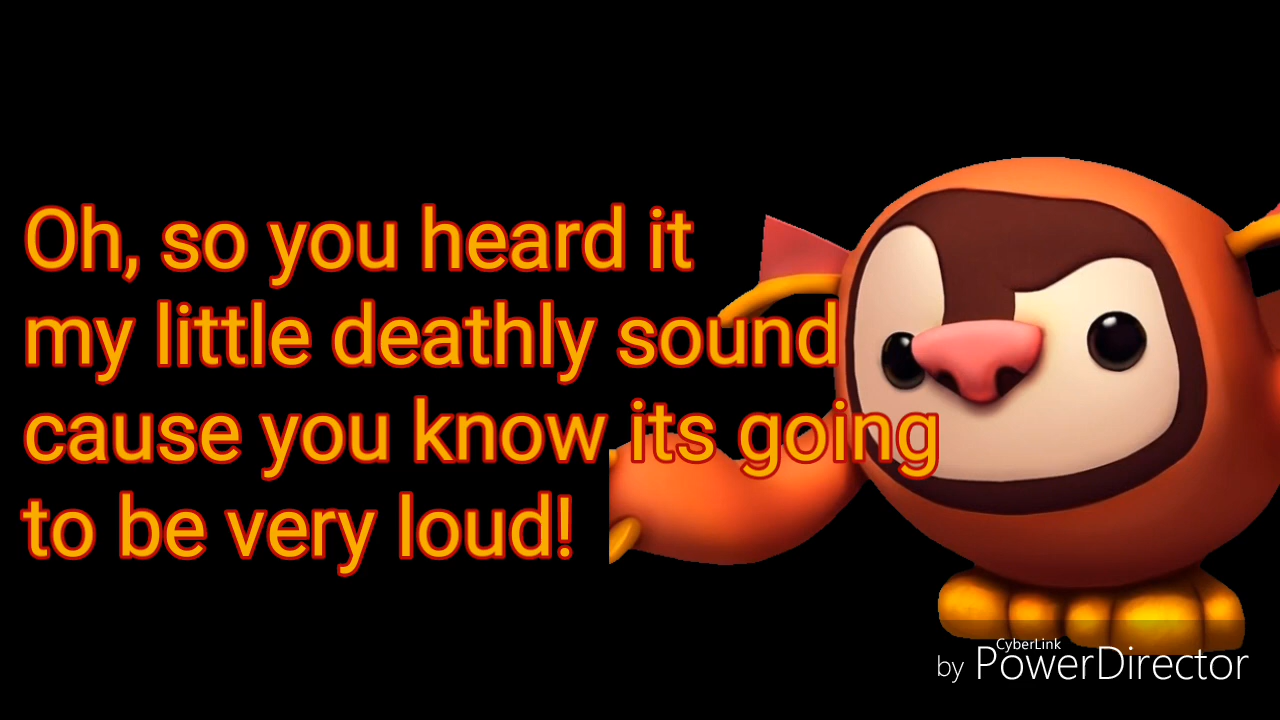 Oh, so you heard it
my little deathly sound
cause you know its going
to be very loud!
CyberLink
by PowerDirector